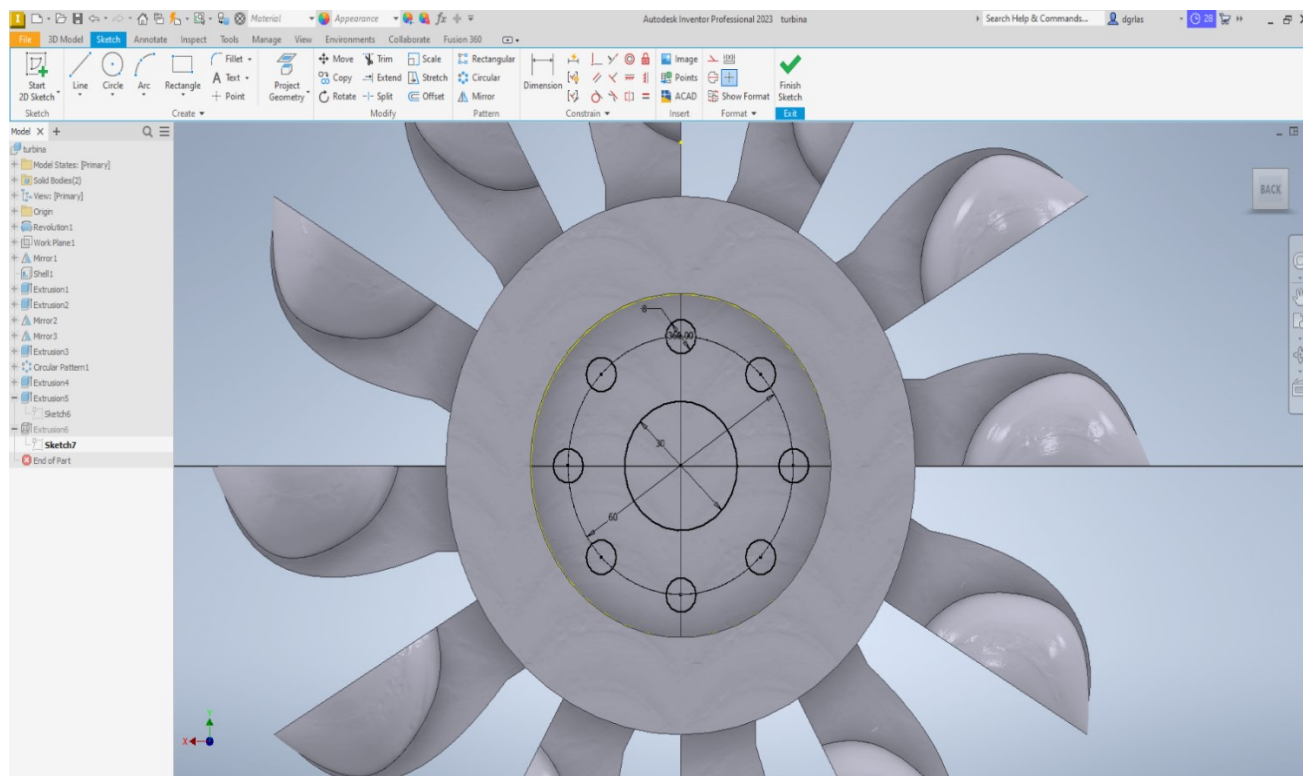 I Material Appearance fx Autodesk Inventor Professional 2023 turbina Search Help & Commands... dgrlas 28
File 3D Model Sketch Annotate Inspect Tools Manage View Environments Collaborate Fusion 360
Fillet Move Trim Scale Rectangular Image
Text Copy Extend Stretch Circular Points
Start 2D Sketch Line Circle Arc Rectangle Point Project Geometry Rotate Split Offset Mirror Dimension ACAD Show Format Finish Sketch
Sketch Create Modify Pattern Constrain Insert Format Exit
Model X +
turbina
Model States: [Primary]
Solid Bodies(2)
View: [Primary]
Origin
Revolution1
Work Plane1
Mirror1
Shell1
Extrusion1
Extrusion2
Mirror2
Mirror3
Extrusion3
Circular Pattern1
Extrusion4
Extrusion5
Sketch6
Extrusion6
Sketch7
End of Part
BACK
8
360.00
30
60
Y
X